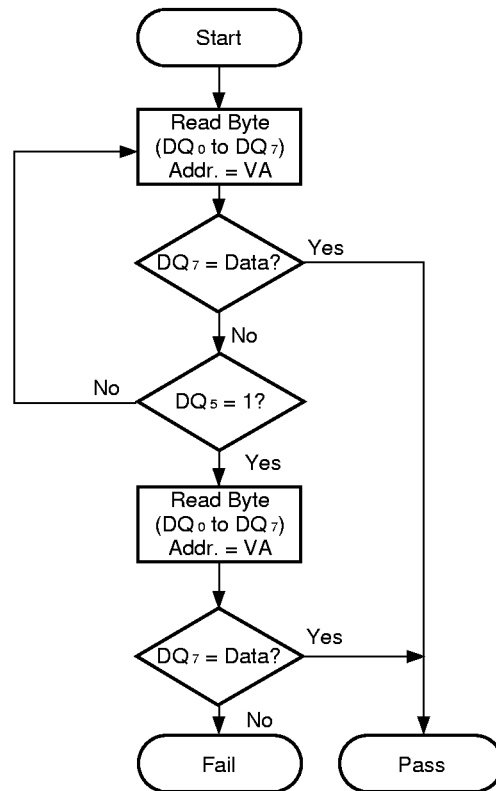 Start
Read Byte
(DQ0 to DQ7)
Addr. = VA
DQ7 = Data?
Yes
No
No
DQ5 = 1?
Yes
Read Byte
(DQ0 to DQ7)
Addr. = VA
DQ7 = Data?
Yes
No
Fail
Pass